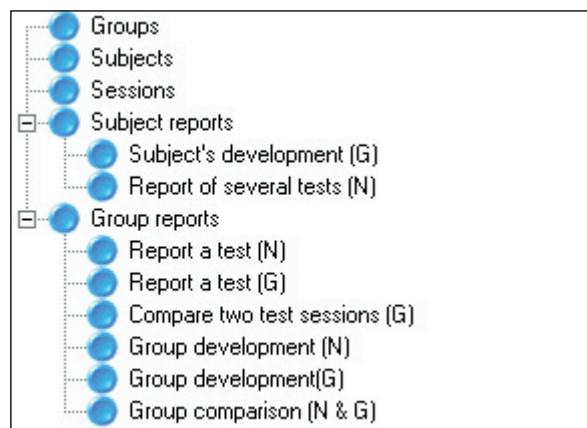 Groups
Subjects
Sessions
Subject reports
Subject's development (G)
Report of several tests (N)
Group reports
Report a test (N)
Report a test (G)
Compare two test sessions (G)
Group development (N)
Group development(G)
Group comparison (N & G)